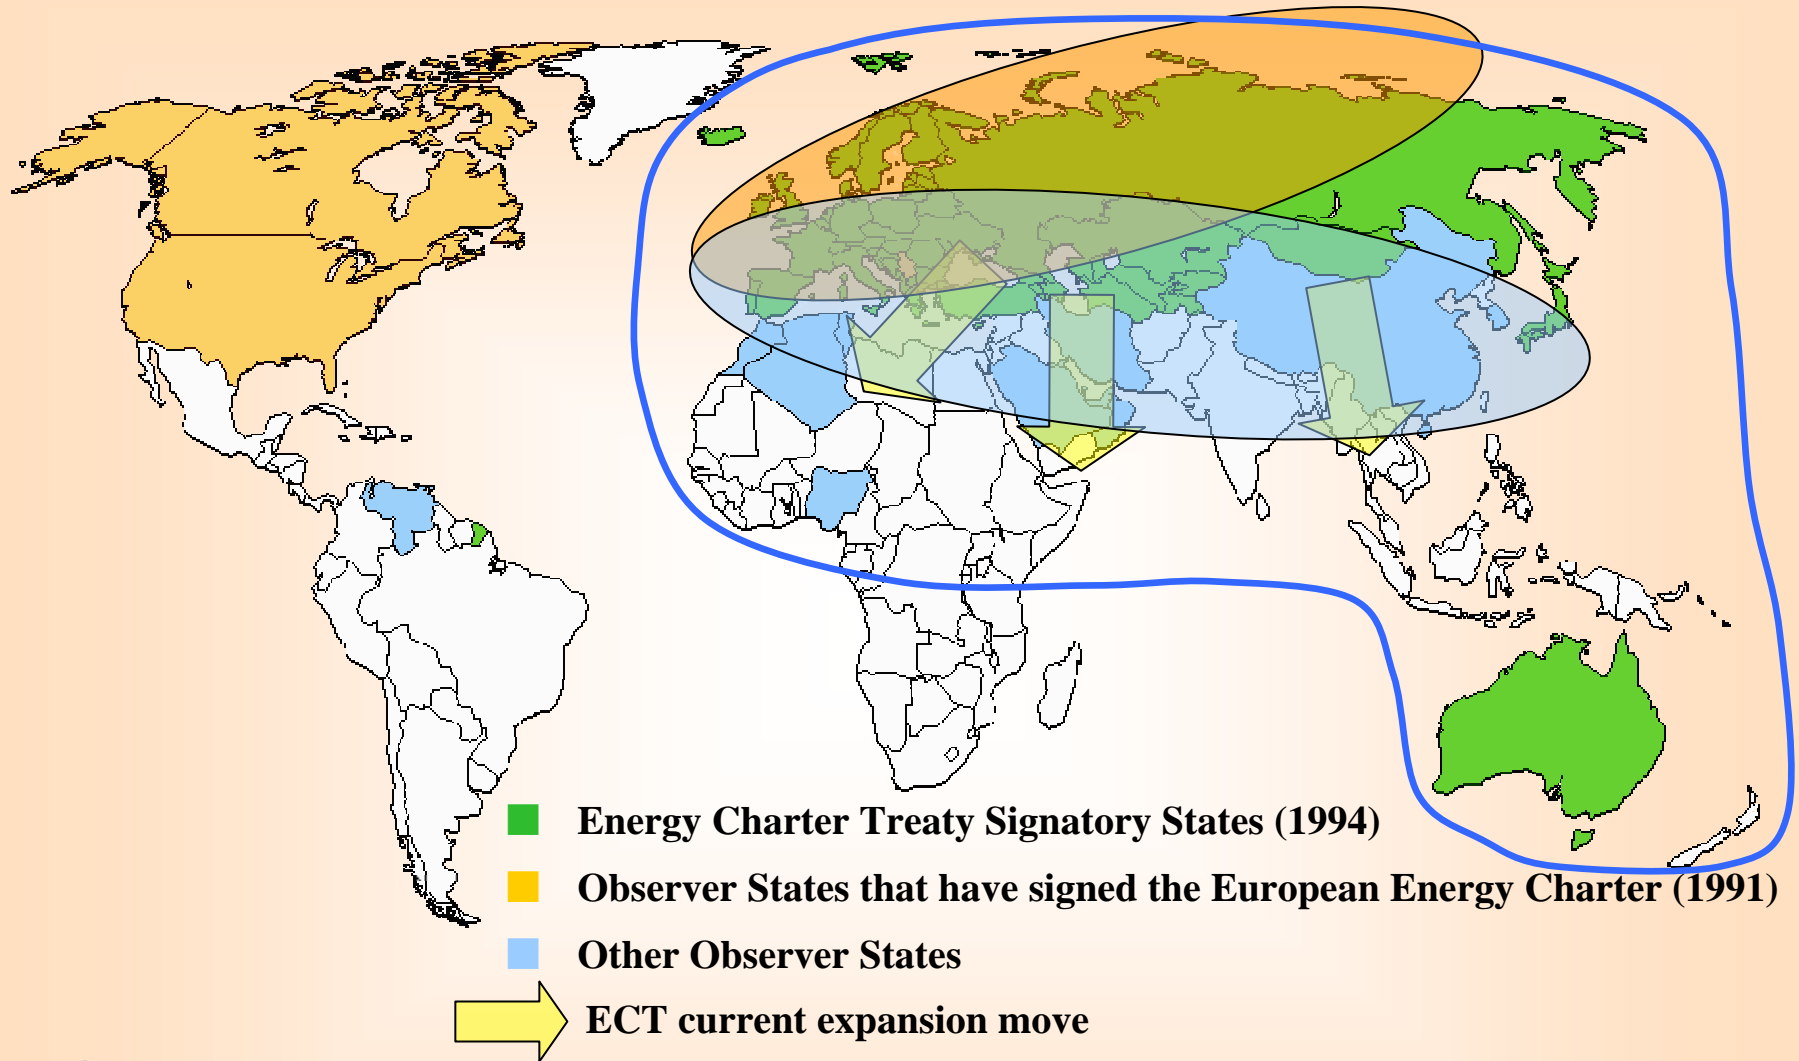 Energy Charter Treaty Signatory States (1994)
Observer States that have signed the European Energy Charter (1991)
Other Observer States
ECT current expansion move